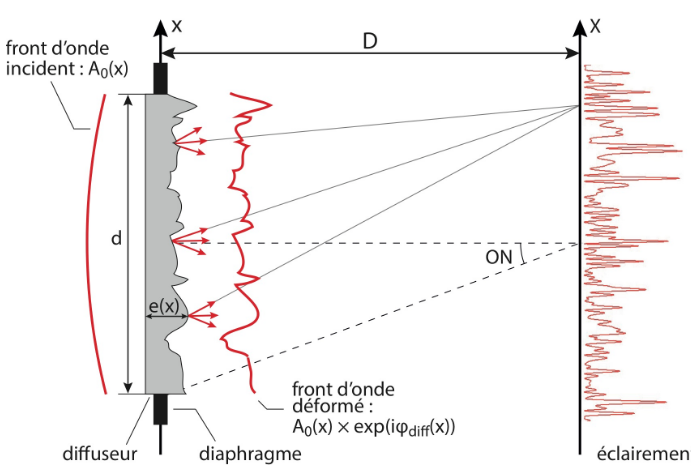 x
X
D
front d'onde
incident : A₀(x)
d
ON
e(x)
front d'onde
déformé :
A₀(x) × exp(iφdiff(x))
diffuseur
diaphragme
éclairemen